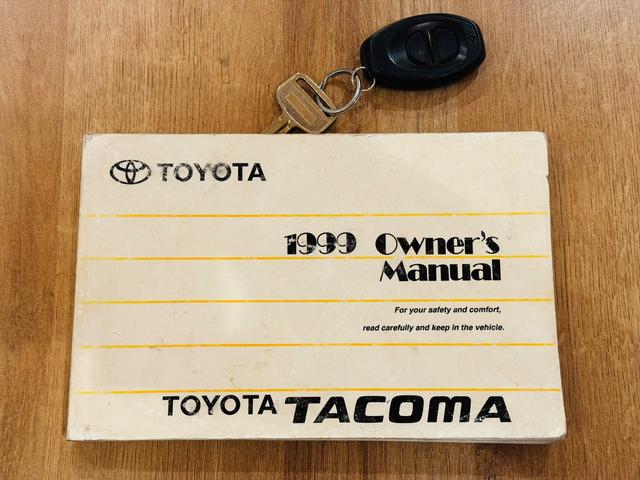 TOYOTA
1999 Owner's
Manual
For your safety and comfort,
read carefully and keep in the vehicle.
TOYOTA TACOMA